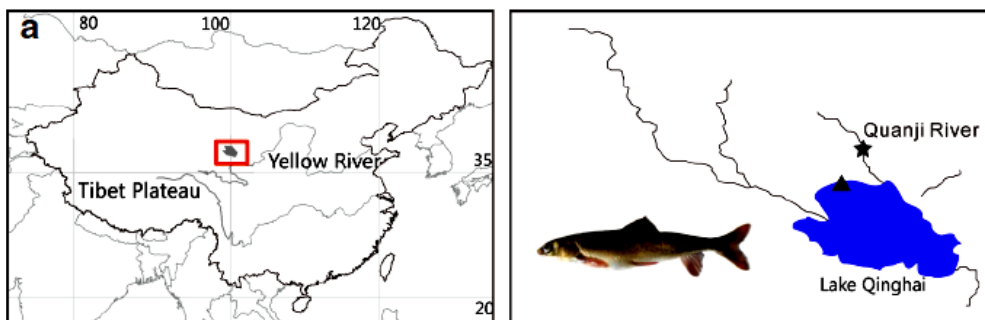 a
80
100
120
Yellow River
35
Tibet Plateau
20
Quanji River
Lake Qinghai